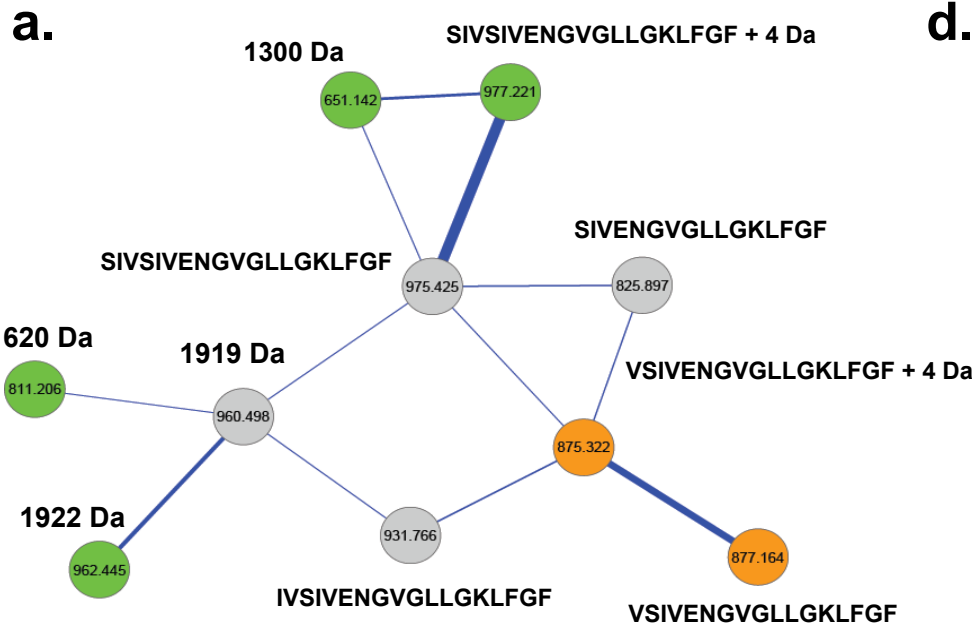 a.
d.
SIVSIVENGVGLLGKLFGF + 4 Da
1300 Da
977.221
651.142
SIVENGVGLLGKLFGF
SIVSIVENGVGLLGKLFGF
975.425
825.897
620 Da
1919 Da
VSIVENGVGLLGKLFGF + 4 Da
811.206
960.498
875.322
1922 Da
931.766
877.164
962.445
IVSIVENGVGLLGKLFGF
VSIVENGVGLLGKLFGF